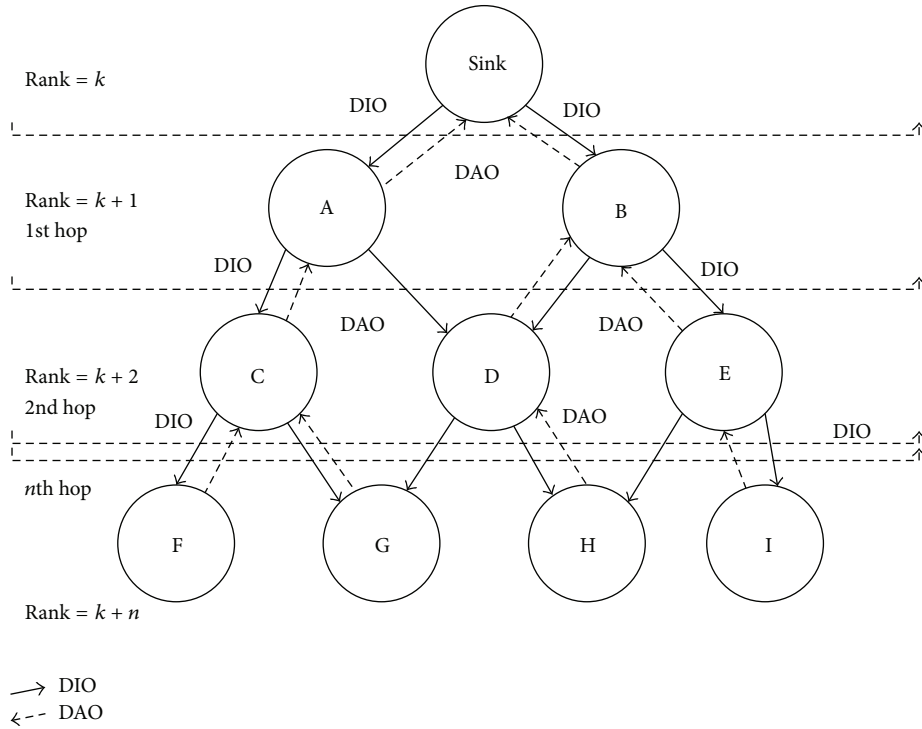 Sink
Rank = k
DIO
DIO
DAO
Rank = k + 1
1st hop
A
B
DIO
DIO
DAO
DAO
Rank = k + 2
2nd hop
C
D
E
DIO
DAO
DIO
nth hop
F
G
H
I
Rank = k + n
DIO
DAO